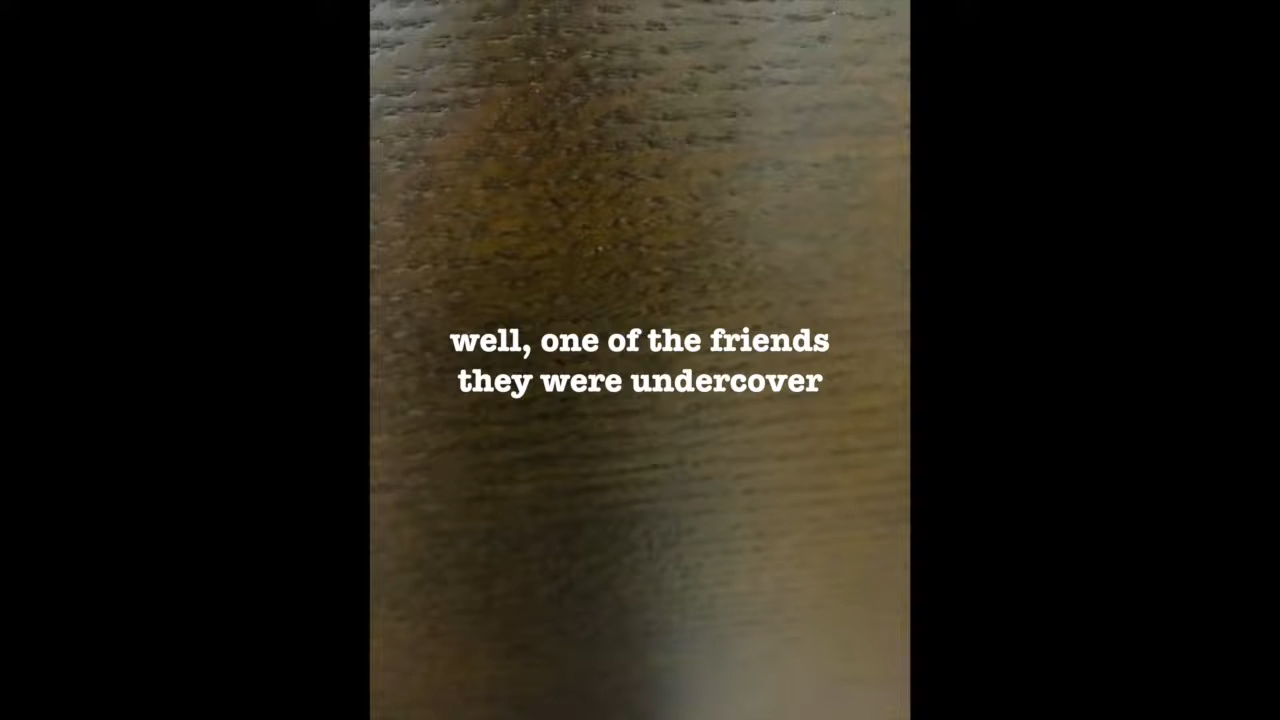 well, one of the friends
they were undercover